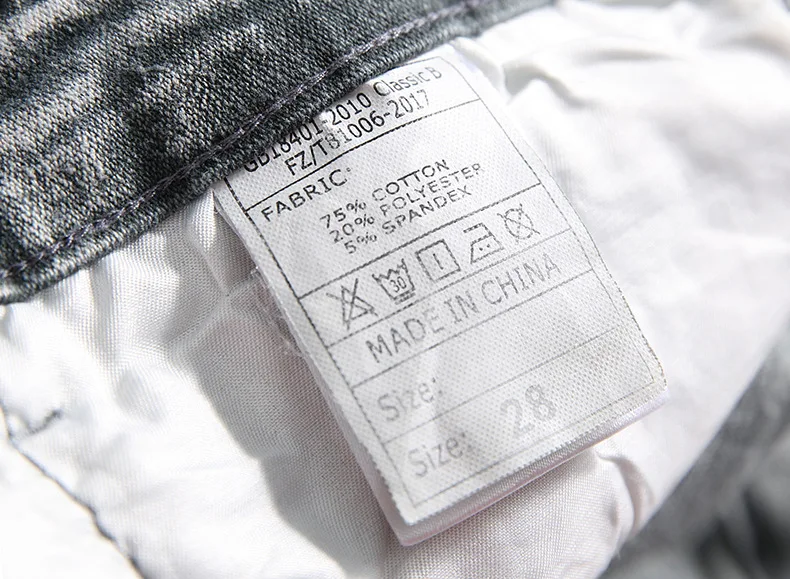 GB18401-2010 ClassicB
FZ/T81006-2017
FABRIC:
75% COTTON
20% POLYESTER
5% SPANDEX
30
MADE IN CHINA
Size:
Size: 28